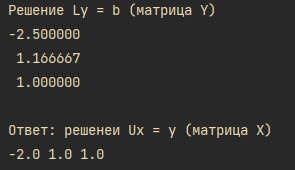 Решение Ly = b (матрица Y)
-2.500000
1.166667
1.000000
Ответ: решенеи Ux = y (матрица X)
-2.0 1.0 1.0